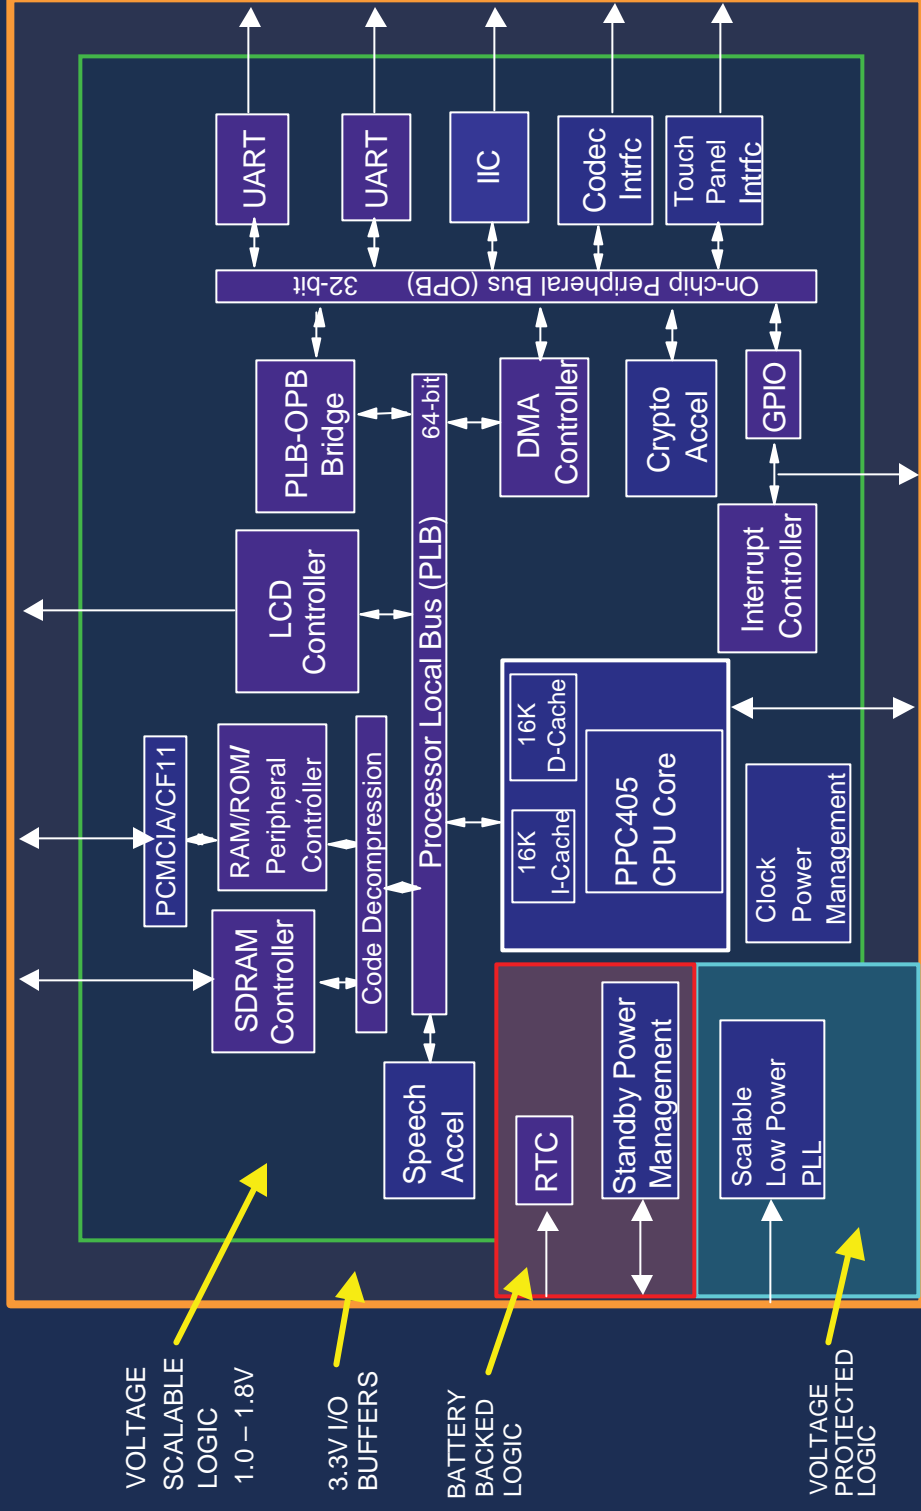 VOLTAGE
SCALABLE
LOGIC
1.0 – 1.8V
3.3V I/O
BUFFERS
BATTERY
BACKED
LOGIC
VOLTAGE
PROTECTED
LOGIC
SDRAM
Controller
PCMCIA/CF11
RAM/ROM/
Peripheral
Controller
LCD
Controller
PLB-OPB
Bridge
UART
UART
IIC
Codec
Intrfc
Touch
Panel
Intrfc
On-chip Peripheral Bus (OPB) 32-bit
Code Decompression
Processor Local Bus (PLB) 64-bit
Speech
Accel
DMA
Controller
Crypto
Accel
GPIO
Interrupt
Controller
16K
I-Cache
16K
D-Cache
PPC405
CPU Core
Clock
Power
Management
RTC
Standby Power
Management
Scalable
Low Power
PLL